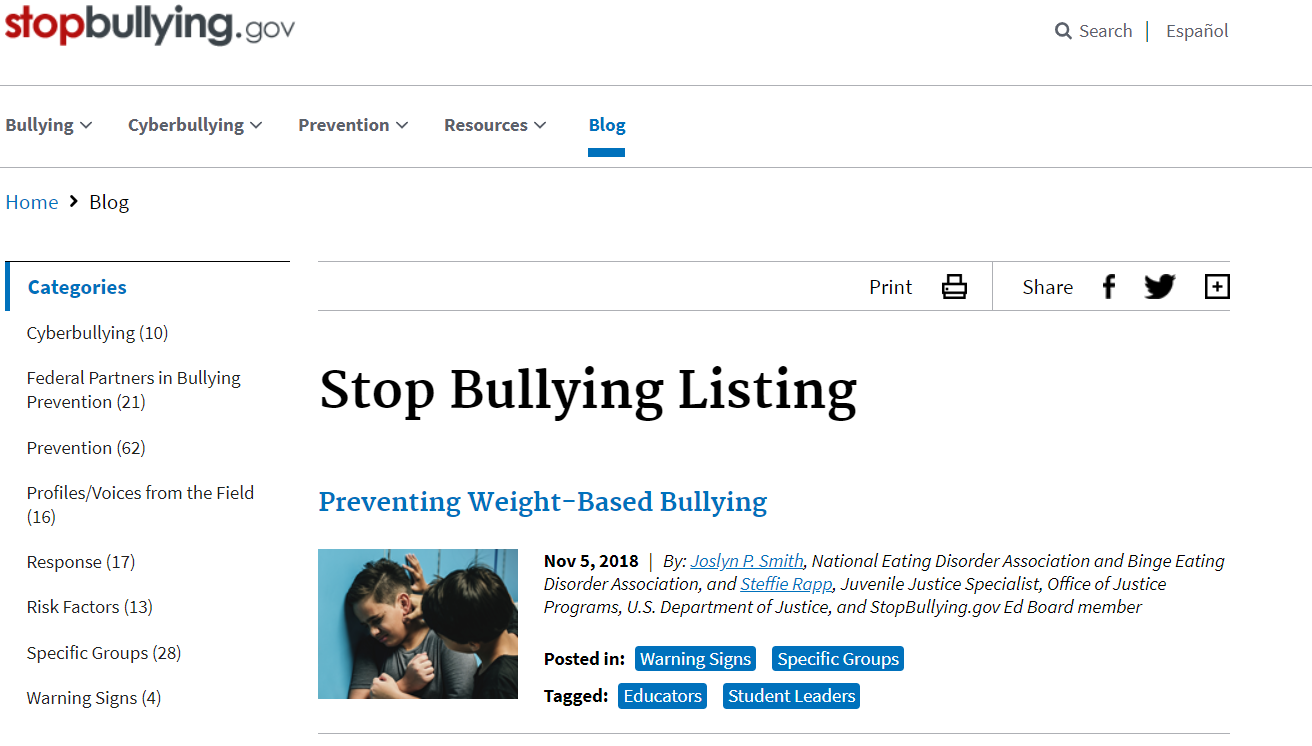 stopbullying.gov
Search
Español
Bullying
Cyberbullying
Prevention
Resources
Blog
Home
Blog
Categories
Cyberbullying (10)
Federal Partners in Bullying
Prevention (21)
Prevention (62)
Profiles/Voices from the Field
(16)
Response (17)
Risk Factors (13)
Specific Groups (28)
Warning Signs (4)
Print
Share
Stop Bullying Listing
Preventing Weight-Based Bullying
Nov 5, 2018 | By: Joslyn P. Smith, National Eating Disorder Association and Binge Eating
Disorder Association, and Steffie Rapp, Juvenile Justice Specialist, Office of Justice
Programs, U.S. Department of Justice, and StopBullying.gov Ed Board member
Posted in: Warning Signs Specific Groups
Tagged: Educators Student Leaders